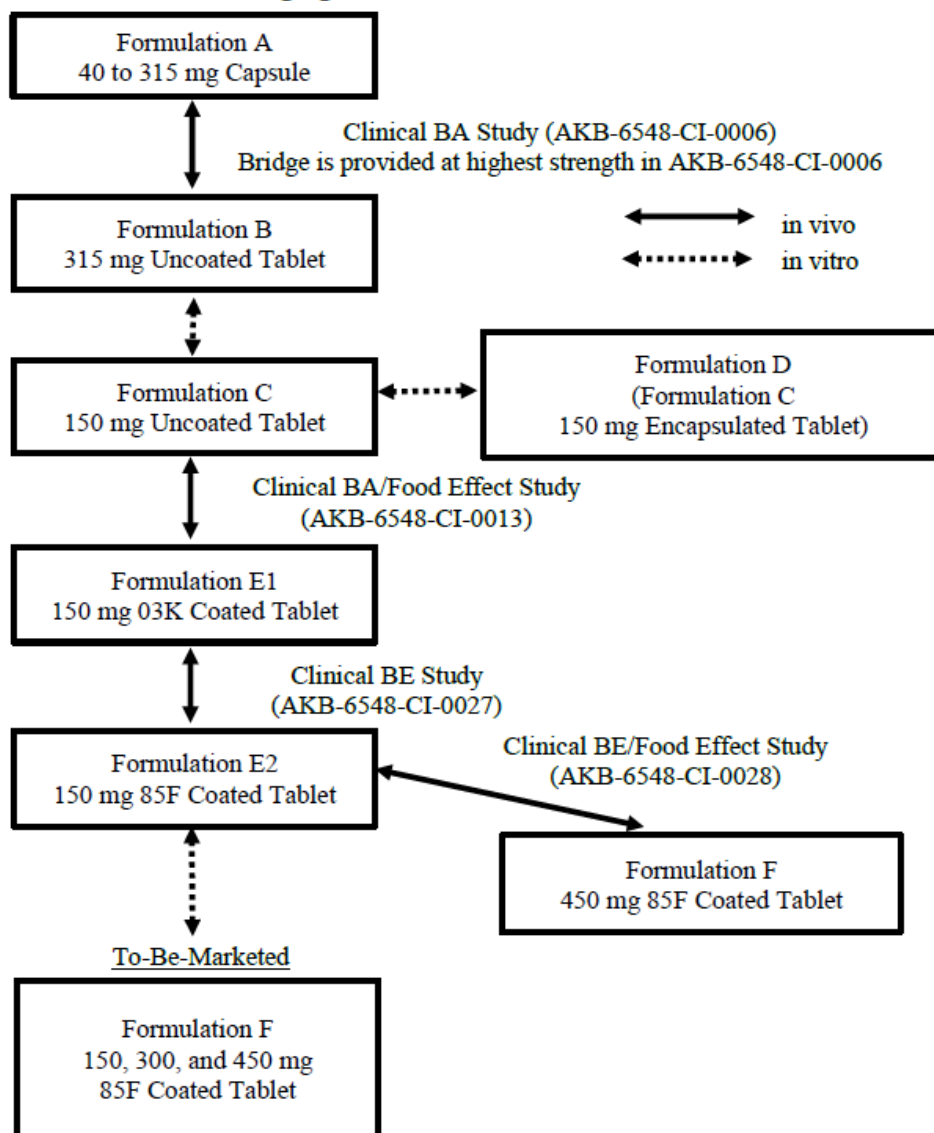 Formulation A
40 to 315 mg Capsule
Clinical BA Study (AKB-6548-CI-0006)
Bridge is provided at highest strength in AKB-6548-CI-0006
Formulation B
315 mg Uncoated Tablet
in vivo
in vitro
Formulation C
150 mg Uncoated Tablet
Formulation D
(Formulation C
150 mg Encapsulated Tablet)
Clinical BA/Food Effect Study
(AKB-6548-CI-0013)
Formulation E1
150 mg 03K Coated Tablet
Clinical BE Study
(AKB-6548-CI-0027)
Formulation E2
150 mg 85F Coated Tablet
Clinical BE/Food Effect Study
(AKB-6548-CI-0028)
Formulation F
450 mg 85F Coated Tablet
To-Be-Marketed
Formulation F
150, 300, and 450 mg
85F Coated Tablet